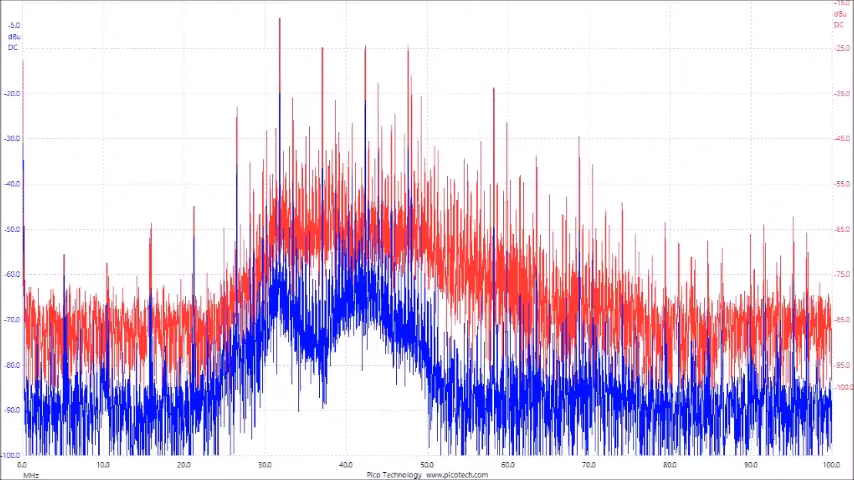 -15.0
dBu
DC
-5.0
dBu
DC
-25.0
-20.0
-35.0
-30.0
-45.0
-40.0
-55.0
-50.0
-65.0
-60.0
-75.0
-70.0
-85.0
-80.0
-100.0
-90.0
-100.0
0.0 10.0 20.0 30.0 40.0 50.0 60.0 70.0 80.0 90.0 100.0
MHz
Pico Technology www.picotech.com